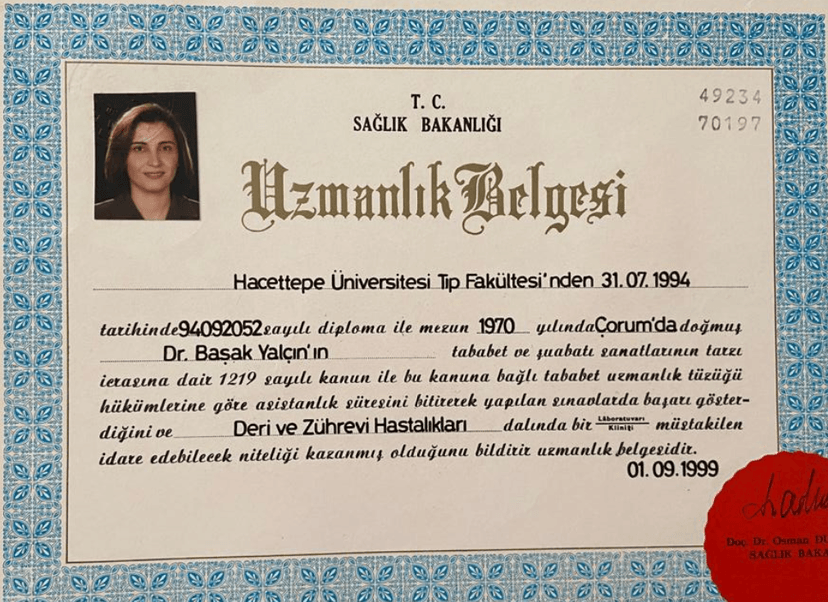 T. C.
SAĞLIK BAKANLIĞI
49234
70197
Uzmanlık Belgesi
Hacettepe Üniversitesi Tıp Fakültesi'nden 31.07.1994
tarihinde 94092052 sayılı diploma ile mezun 1970 yılında Çorum'da doğmuş
Dr. Başak Yalçın'ın tababet ve şuabatı sanatlarının tarzı
icrasına dair 1219 sayılı kanun ile bu kanuna bağlı tababet uzmanlık tüzüğü
hükümlerine göre asistanlık süresini bitirerek yapılan sınavlarda başarı göster-
diğini ve Deri ve Zührevi Hastalıkları dalında bir Lâboratuvarı Kliniği müstakilen
idare edebilecek niteliği kazanmış olduğunu bildirir uzmanlık belgesidir.
01.09.1999
Doç. Dr. Osman
SAĞLIK